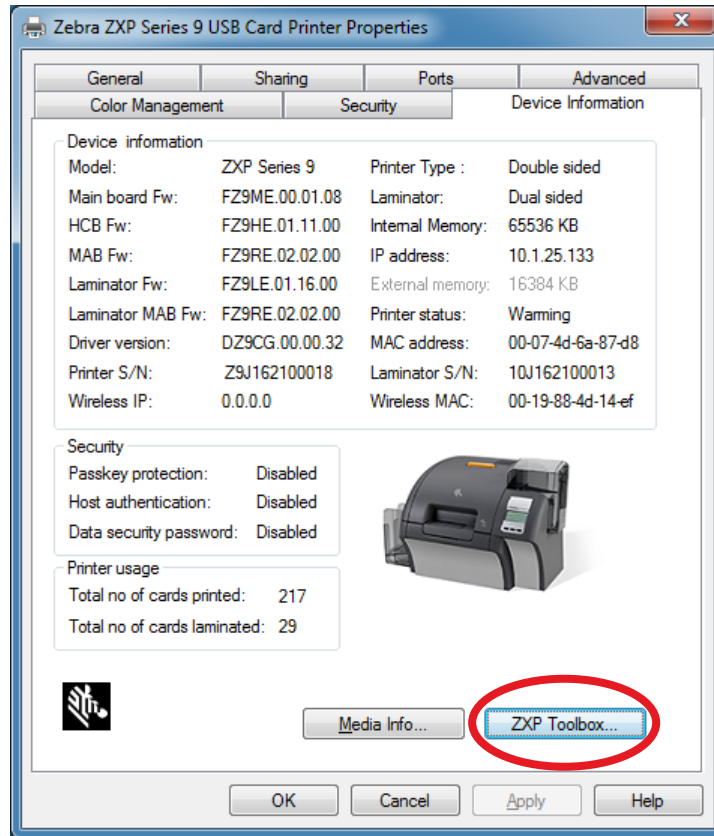 Zebra ZXP Series 9 USB Card Printer Properties
General Sharing Ports Advanced
Color Management Security Device Information
Device information
Model: ZXP Series 9 Printer Type : Double sided
Main board Fw: FZ9ME.00.01.08 Laminator: Dual sided
HCB Fw: FZ9HE.01.11.00 Internal Memory: 65536 KB
MAB Fw: FZ9RE.02.02.00 IP address: 10.1.25.133
Laminator Fw: FZ9LE.01.16.00 External memory: 16384 KB
Laminator MAB Fw: FZ9RE.02.02.00 Printer status: Warning
Driver version: DZ9CG.00.00.32 MAC address: 00-07-4d-6a-87-d8
Printer S/N: Z9J162100018 Laminator S/N: 10J162100013
Wireless IP: 0.0.0.0 Wireless MAC: 00-19-88-4d-14-ef
Security
Passkey protection: Disabled
Host authentication: Disabled
Data security password: Disabled
Printer usage
Total no of cards printed: 217
Total no of cards laminated: 29
Media Info... ZXP Toolbox...
OK Cancel Apply Help